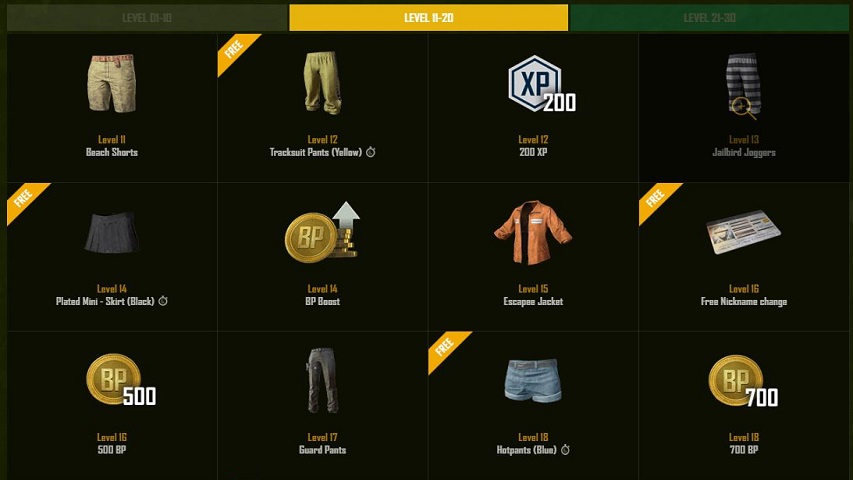 LEVEL 01-10
LEVEL 11-20
LEVEL 21-30
FREE
XP
200
Level 11
Beach Shorts
Level 12
Tracksuit Pants (Yellow)
Level 12
200 XP
Level 13
Jailbird Joggers
FREE
BP
FREE
Level 14
Plated Mini - Skirt (Black)
Level 14
BP Boost
Level 15
Escapee Jacket
Level 16
Free Nickname change
BP
500
FREE
BP
700
Level 16
500 BP
Level 17
Guard Pants
Level 18
Hotpants (Blue)
Level 18
700 BP